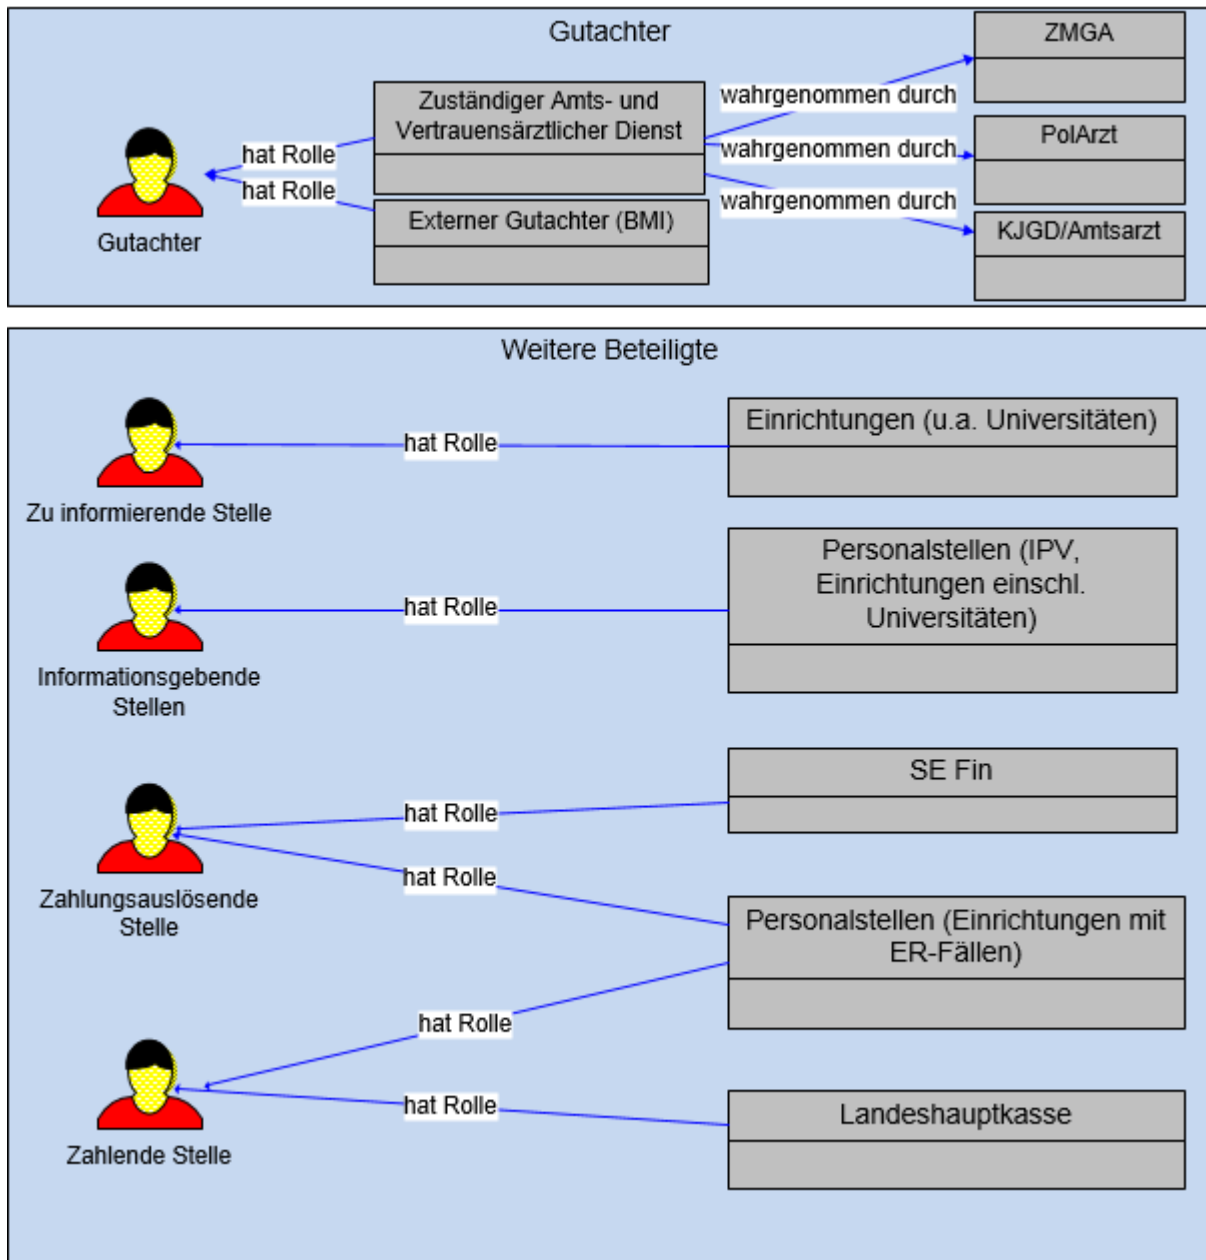 Gutachter
ZMGA
Zuständiger Amts- und
Vertrauensärztlicher Dienst
wahrgenommen durch
hat Rolle
wahrgenommen durch
PolArzt
hat Rolle
wahrgenommen durch
Externer Gutachter (BMI)
KJGD/Amtsarzt
Gutachter
Weitere Beteiligte
Einrichtungen (u.a. Universitäten)
hat Rolle
Zu informierende Stelle
Personalstellen (IPV,
Einrichtungen einschl.
Universitäten)
hat Rolle
Informationsgebende
Stellen
SE Fin
hat Rolle
hat Rolle
Zahlungsauslösende
Stelle
Personalstellen (Einrichtungen mit
ER-Fällen)
hat Rolle
hat Rolle
Landeshauptkasse
Zahlende Stelle